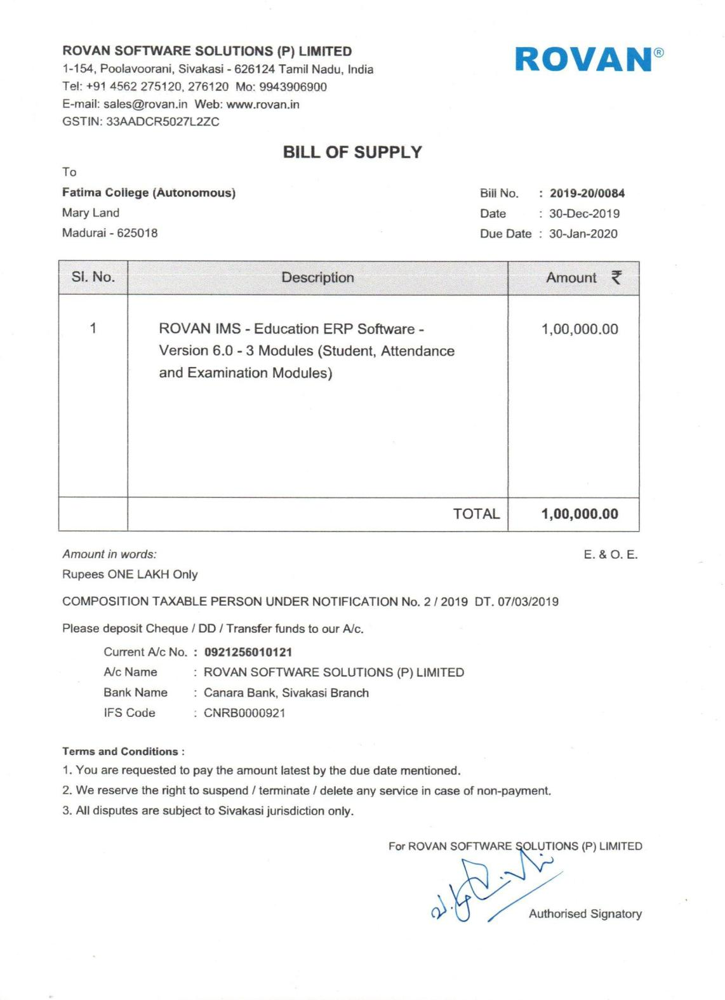 ROVAN SOFTWARE SOLUTIONS (P) LIMITED
1-154, Poolavoorani, Sivakasi - 626124 Tamil Nadu, India
Tel: +91 4562 275120, 276120 Mo: 9943906900
E-mail: sales@rovan.in Web: www.rovan.in
GSTIN: 33AADCR5027L2ZC
ROVAN®
BILL OF SUPPLY
To
Fatima College (Autonomous)
Mary Land
Madurai - 625018
Bill No. : 2019-20/0084
Date : 30-Dec-2019
Due Date : 30-Jan-2020
Sl. No. Description Amount ₹
1 ROVAN IMS - Education ERP Software - 1,00,000.00
Version 6.0 - 3 Modules (Student, Attendance
and Examination Modules)
TOTAL 1,00,000.00
Amount in words: E. & O. E.
Rupees ONE LAKH Only
COMPOSITION TAXABLE PERSON UNDER NOTIFICATION No. 2 / 2019 DT. 07/03/2019
Please deposit Cheque / DD / Transfer funds to our A/c.
Current A/c No. : 0921256010121
A/c Name : ROVAN SOFTWARE SOLUTIONS (P) LIMITED
Bank Name : Canara Bank, Sivakasi Branch
IFS Code : CNRB0000921
Terms and Conditions :
1. You are requested to pay the amount latest by the due date mentioned.
2. We reserve the right to suspend / terminate / delete any service in case of non-payment.
3. All disputes are subject to Sivakasi jurisdiction only.
For ROVAN SOFTWARE SOLUTIONS (P) LIMITED
Authorised Signatory